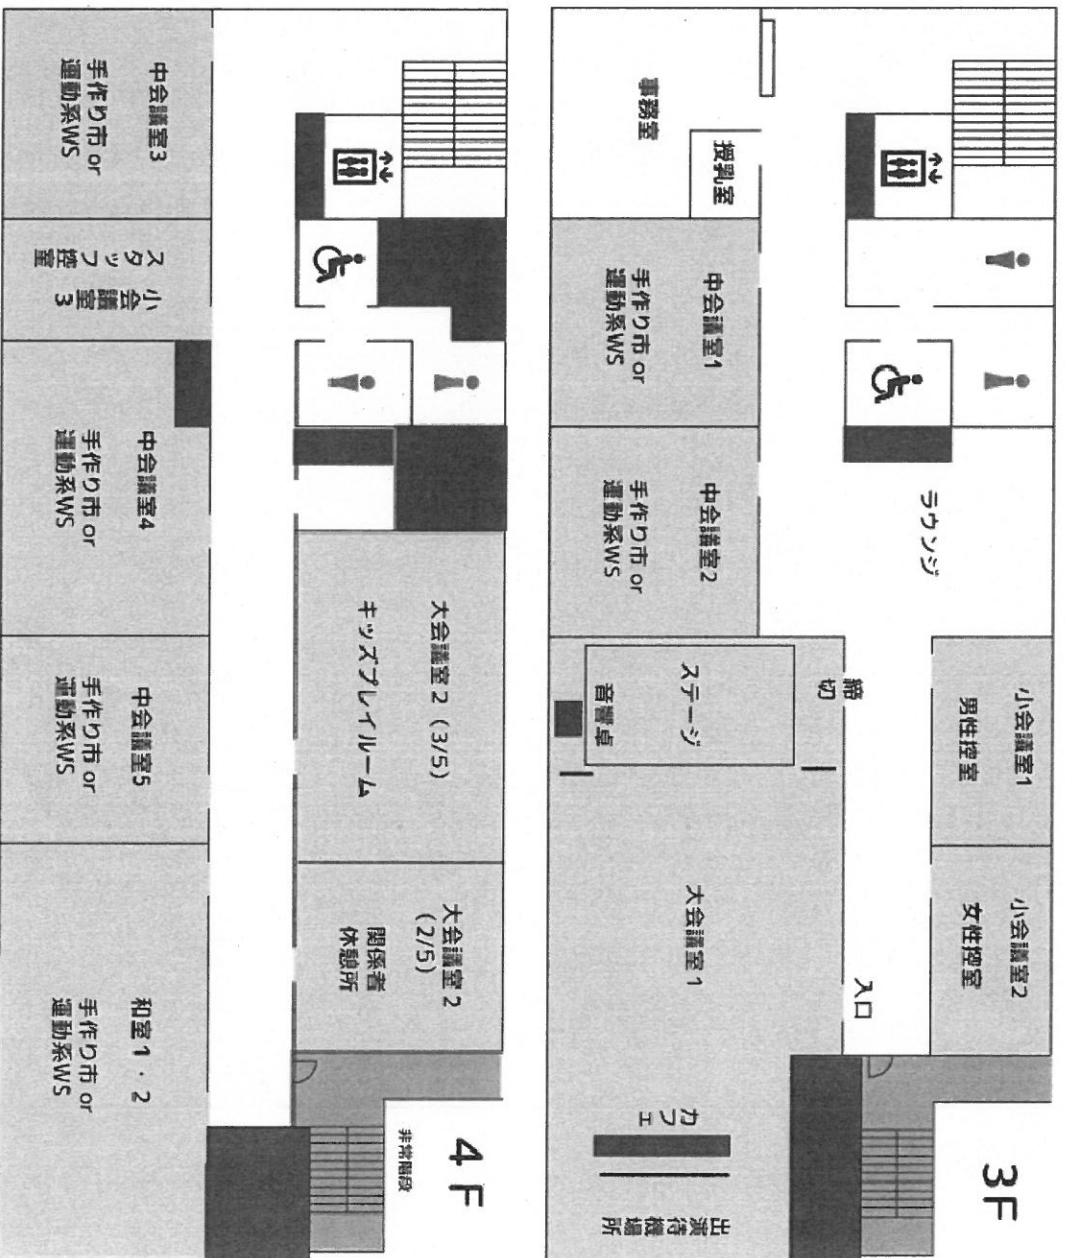 3F
事務室
授乳室
中会議室1
手作り市 or
運動系WS
中会議室2
手作り市 or
運動系WS
ラウンジ
締切
ステージ
音響卓
小会議室1
男性控室
小会議室2
女性控室
大会議室1
入口
カフェ
出演待機場所
4F
中会議室3
手作り市 or
運動系WS
小会議室3
スタッフ控室
中会議室4
手作り市 or
運動系WS
大会議室2(3/5)
キッズプレイルーム
中会議室5
手作り市 or
運動系WS
大会議室2
(2/5)
関係者
休憩所
和室1・2
手作り市 or
運動系WS
非常階段